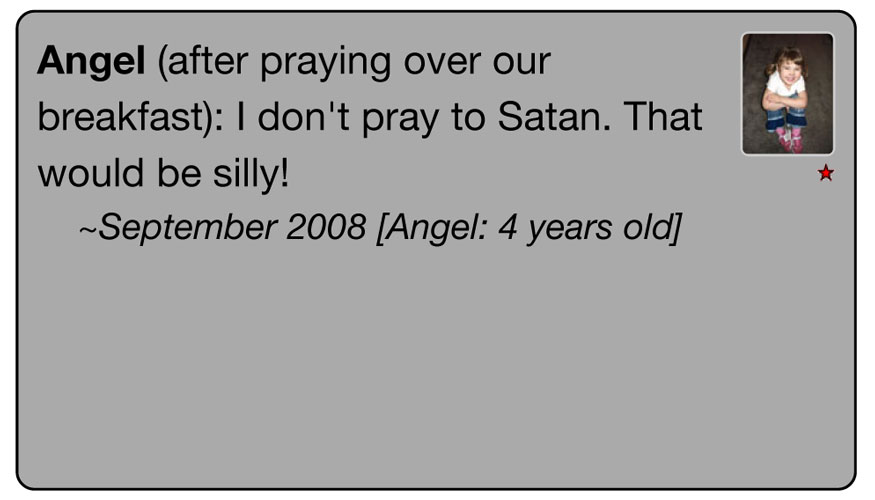 Angel (after praying over our
breakfast): I don't pray to Satan. That
would be silly!
~September 2008 [Angel: 4 years old]